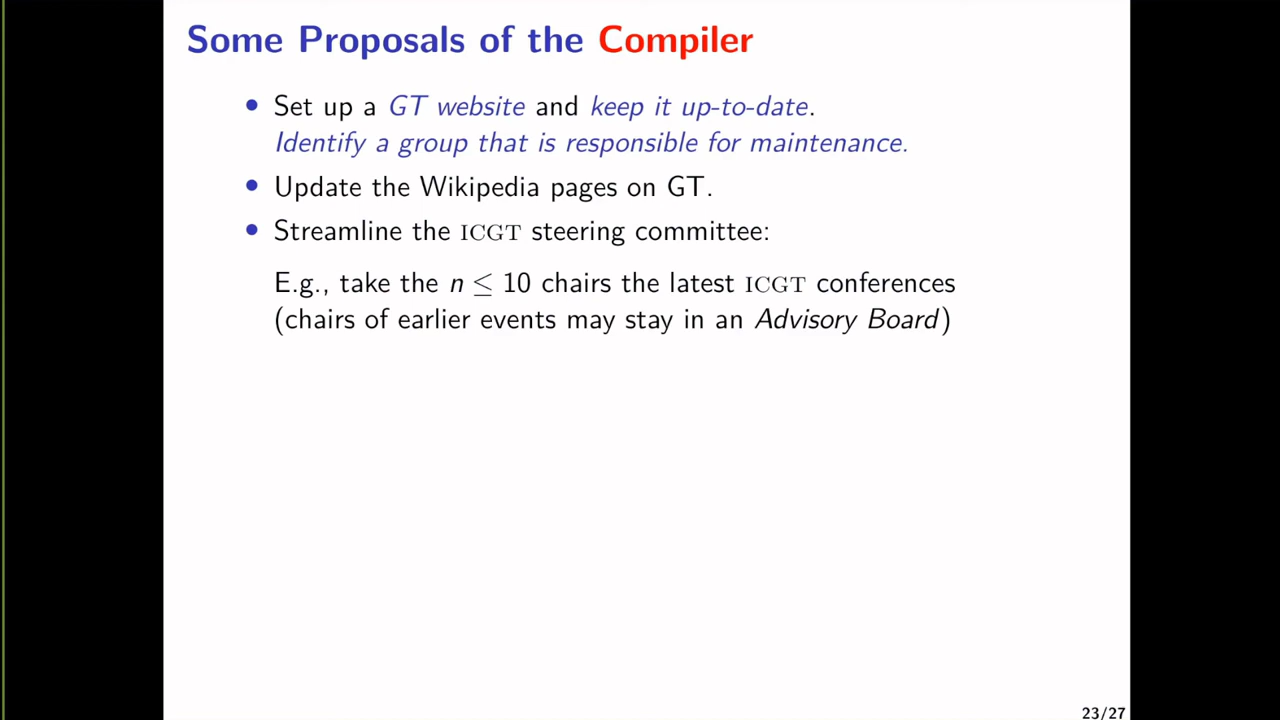 Some Proposals of the Compiler
• Set up a GT website and keep it up-to-date.
Identify a group that is responsible for maintenance.
• Update the Wikipedia pages on GT.
• Streamline the ICGT steering committee:
E.g., take the n ≤ 10 chairs the latest ICGT conferences
(chairs of earlier events may stay in an Advisory Board)
23/27